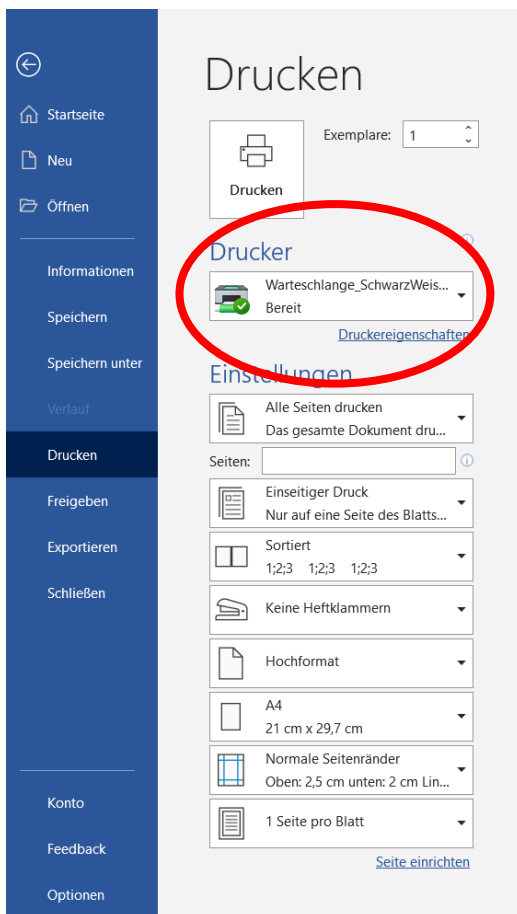 Startseite
Neu
Öffnen
Informationen
Speichern
Speichern unter
Verlauf
Drucken
Freigeben
Exportieren
Schließen
Konto
Feedback
Optionen
Drucken
Drucken
Exemplare: 1
Drucker
Warteschlange_SchwarzWeis...
Bereit
Druckereigenschaften
Einstellungen
Alle Seiten drucken
Das gesamte Dokument dru...
Seiten:
Einseitiger Druck
Nur auf eine Seite des Blatts...
Sortiert
1;2;3 1;2;3 1;2;3
Keine Heftklammern
Hochformat
A4
21 cm x 29,7 cm
Normale Seitenränder
Oben: 2,5 cm unten: 2 cm Lin...
1 Seite pro Blatt
Seite einrichten